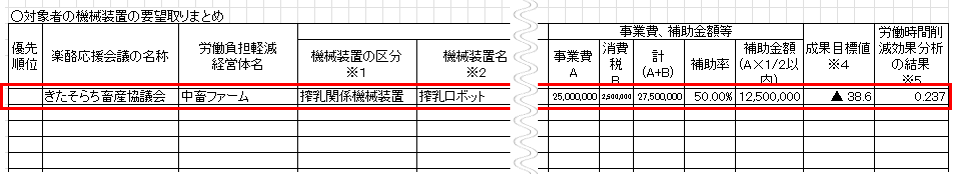 〇対象者の機械装置の要望取りまとめ
優先
順位
楽酪応援会議の名称
労働負担軽減
経営体名
機械装置の区分
※1
機械装置名
※2
事業費、補助金額等
事業費
A
消費
税
B
計
(A+B)
補助率
補助金額
(A×1/2以
内)
成果目標値
※4
労働時間削
減効果分析
の結果
※5
きたそらち畜産協議会 中畜ファーム 搾乳関係機械装置 搾乳ロボット 25,000,000 2,500,000 27,500,000 50.00% 12,500,000 ▲ 38.6 0.237